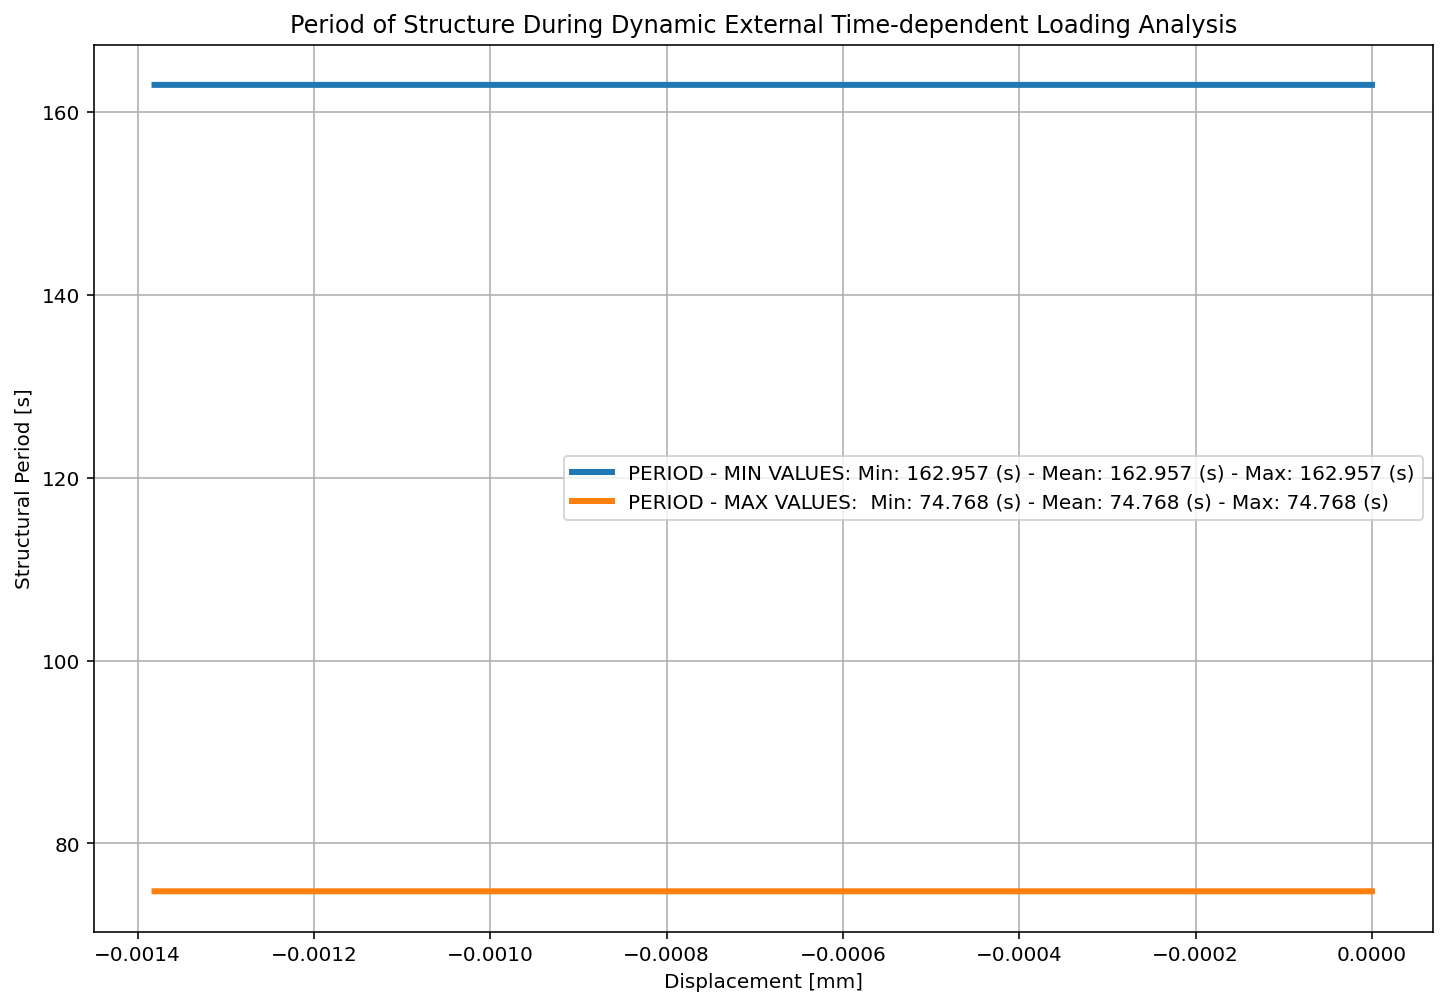 Period of Structure During Dynamic External Time-dependent Loading Analysis
160
140
120
100
80
Structural Period [s]
PERIOD - MIN VALUES: Min: 162.957 (s) - Mean: 162.957 (s) - Max: 162.957 (s)
PERIOD - MAX VALUES:  Min: 74.768 (s) - Mean: 74.768 (s) - Max: 74.768 (s)
−0.0014 −0.0012 −0.0010 −0.0008 −0.0006 −0.0004 −0.0002 0.0000
Displacement [mm]